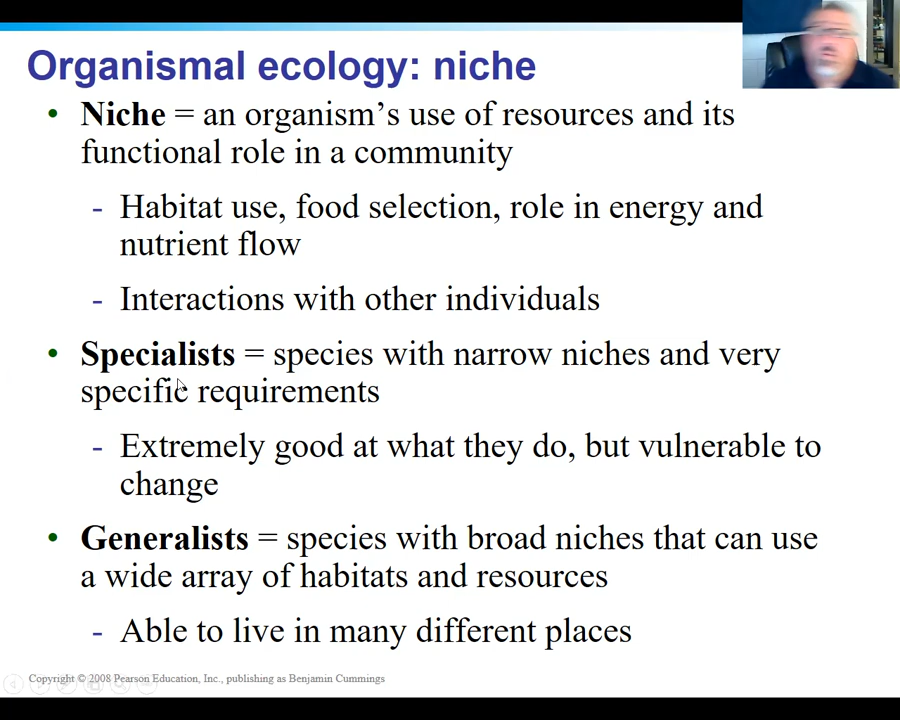 Organismal ecology: niche
• Niche = an organism’s use of resources and its
functional role in a community
- Habitat use, food selection, role in energy and
nutrient flow
- Interactions with other individuals
• Specialists = species with narrow niches and very
specific requirements
- Extremely good at what they do, but vulnerable to
change
• Generalists = species with broad niches that can use
a wide array of habitats and resources
- Able to live in many different places
Copyright © 2008 Pearson Education, Inc., publishing as Benjamin Cummings